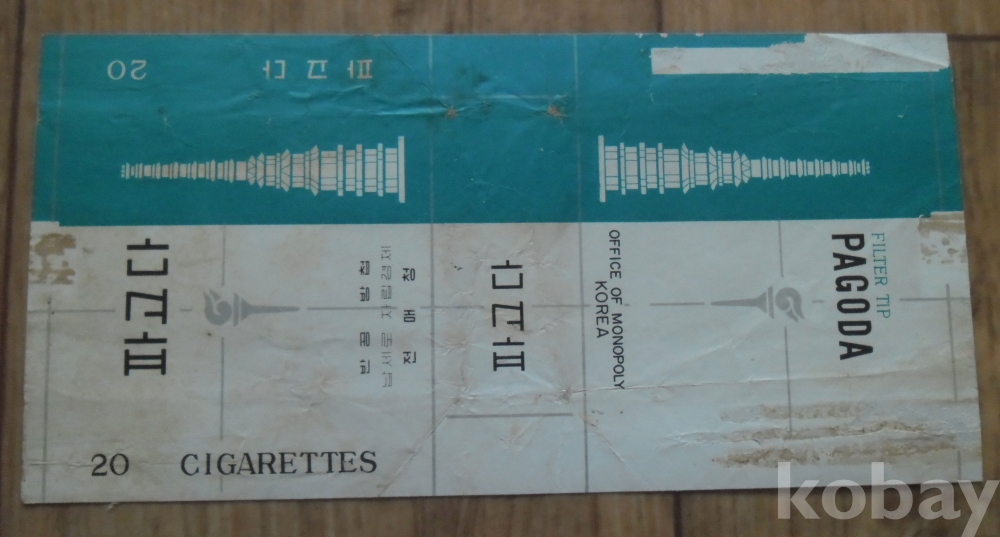 20 파고다
파고다
반공방첩
납세로 자립경제
전매청
파고다
OFFICE OF MONOPOLY
KOREA
FILTER TIP
PAGODA
20 CIGARETTES
kobay